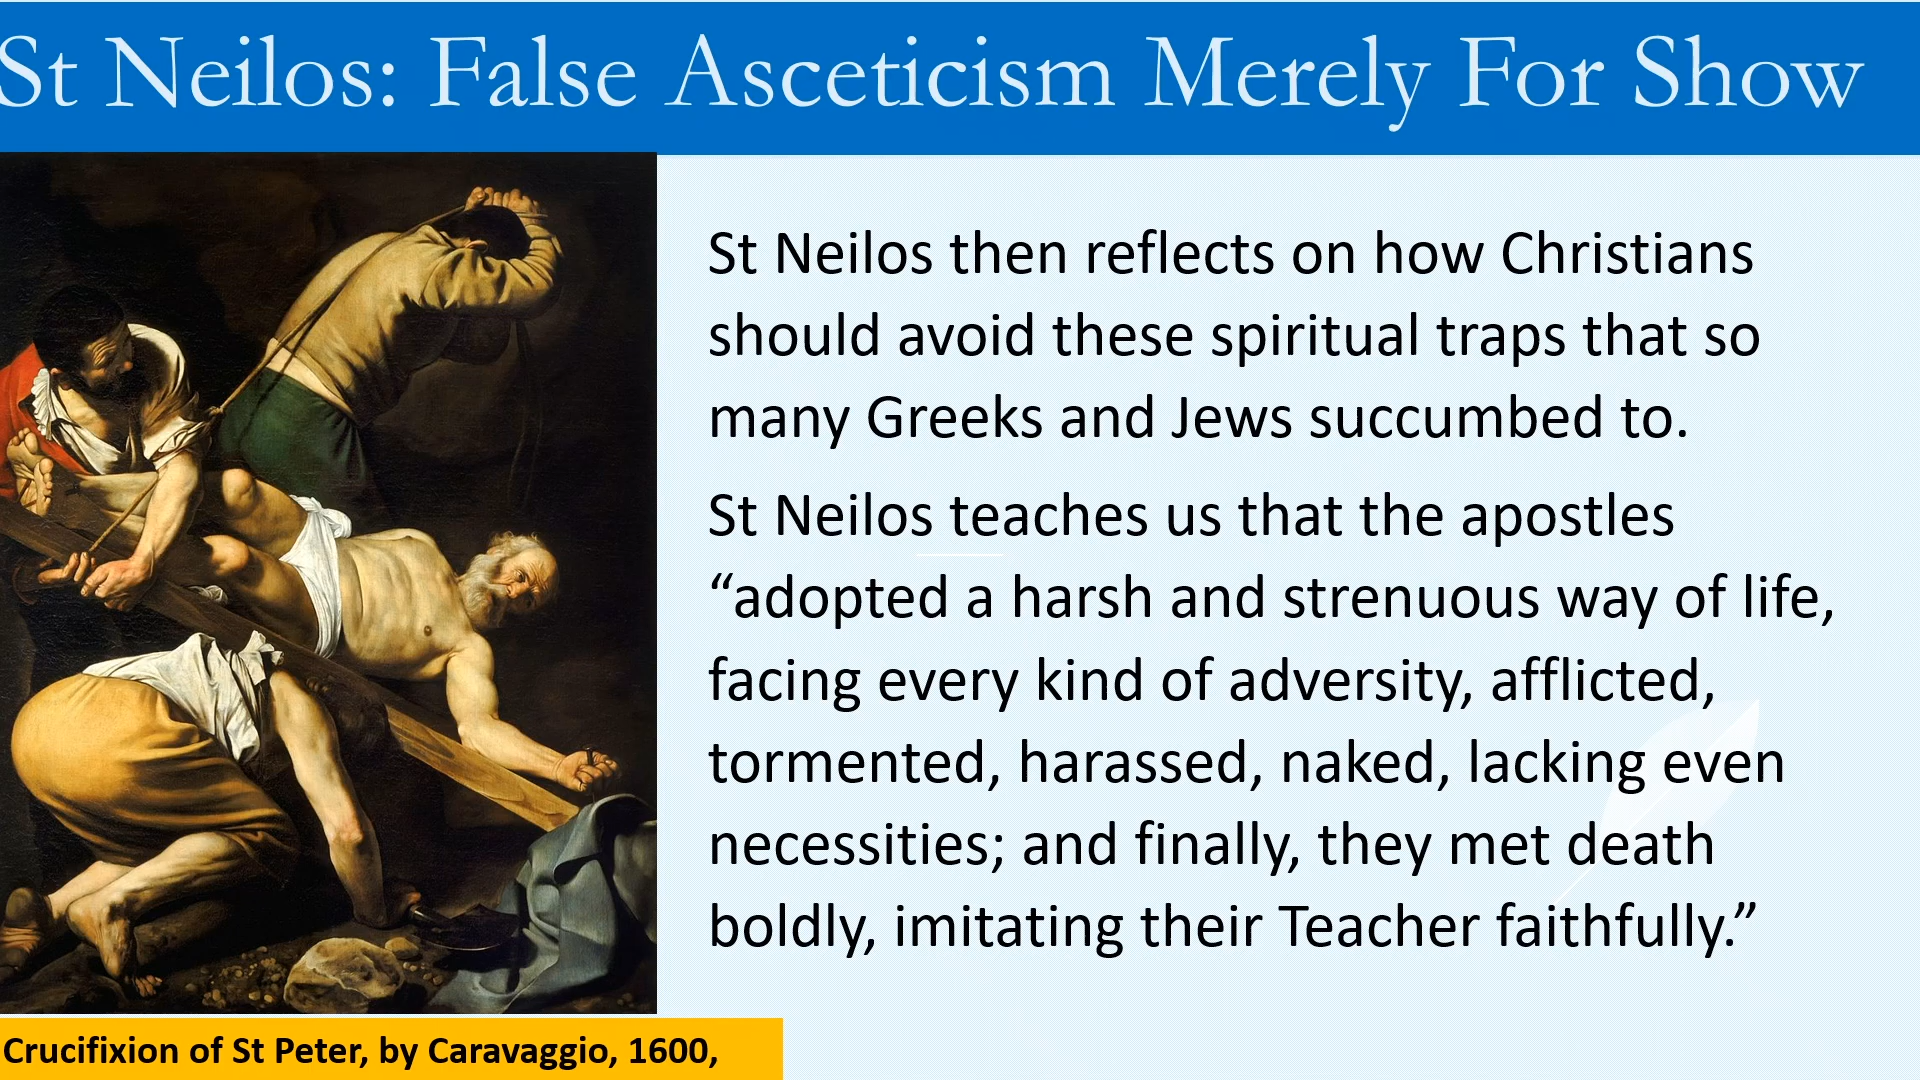 St Neilos: False Asceticism Merely For Show
St Neilos then reflects on how Christians
should avoid these spiritual traps that so
many Greeks and Jews succumbed to.
St Neilos teaches us that the apostles
“adopted a harsh and strenuous way of life,
facing every kind of adversity, afflicted,
tormented, harassed, naked, lacking even
necessities; and finally, they met death
boldly, imitating their Teacher faithfully.”
Crucifixion of St Peter, by Caravaggio, 1600,